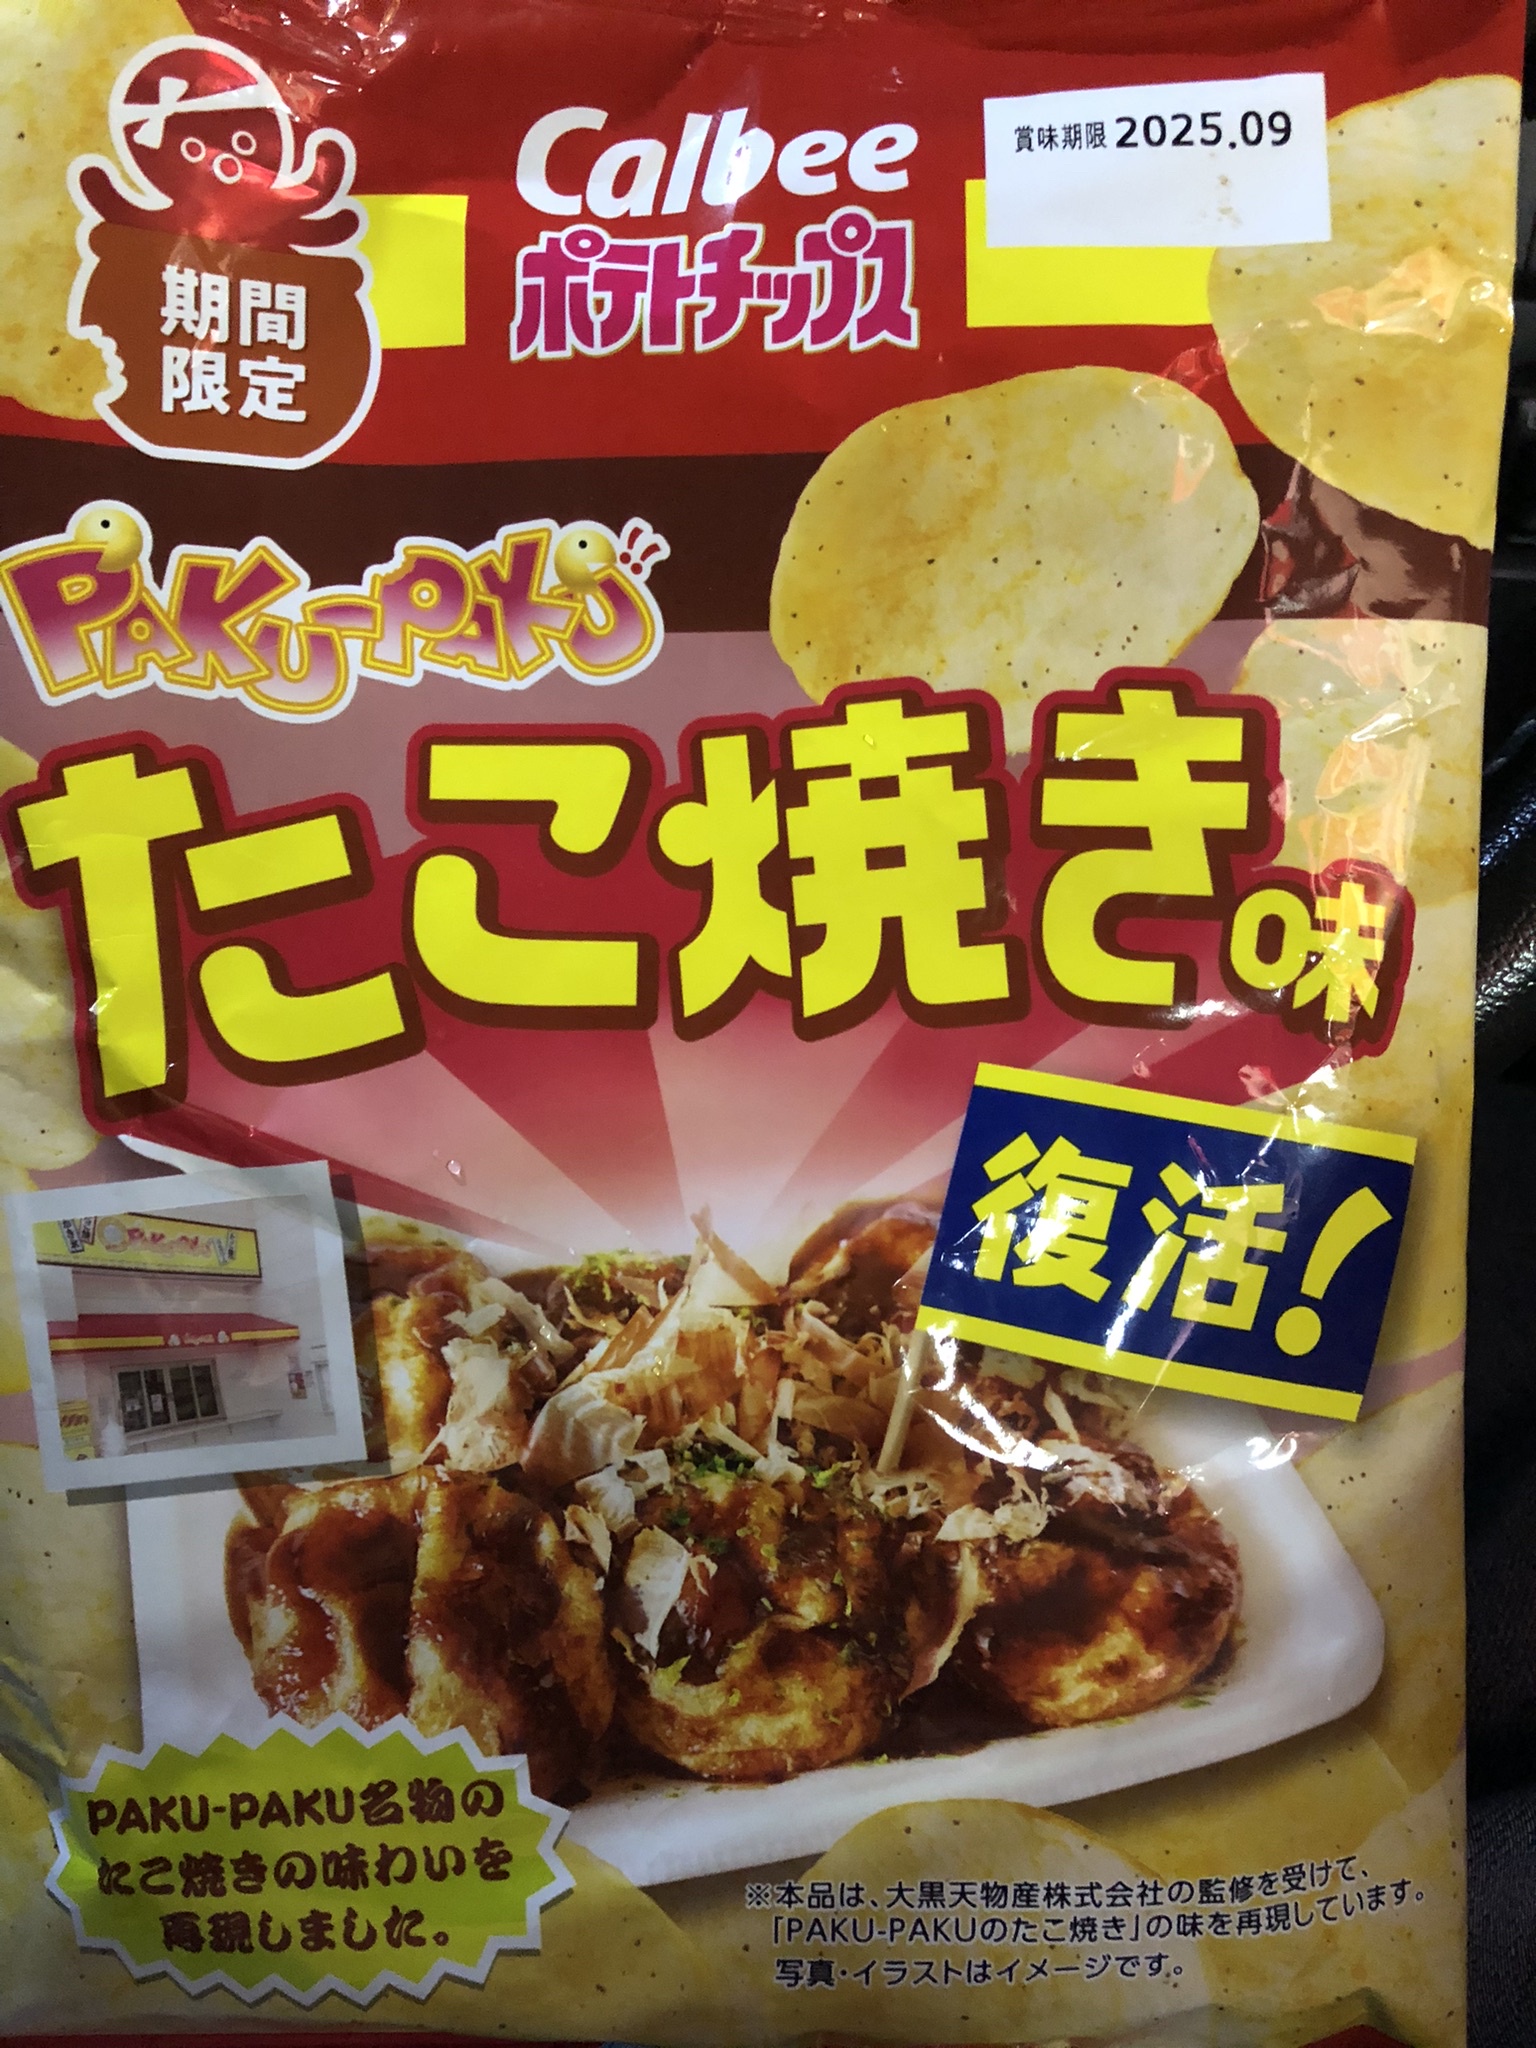 期間
限定
Calbee
ポテトチップス
賞味期限 2025.09
PAKU-PAKU!!
たこ焼き味
復活!
PAKU-PAKU名物の
たこ焼きの味わいを
再現しました。
※本品は、大黒天物産株式会社の監修を受けて、
「PAKU-PAKUのたこ焼き」の味を再現しています。
写真・イラストはイメージです。